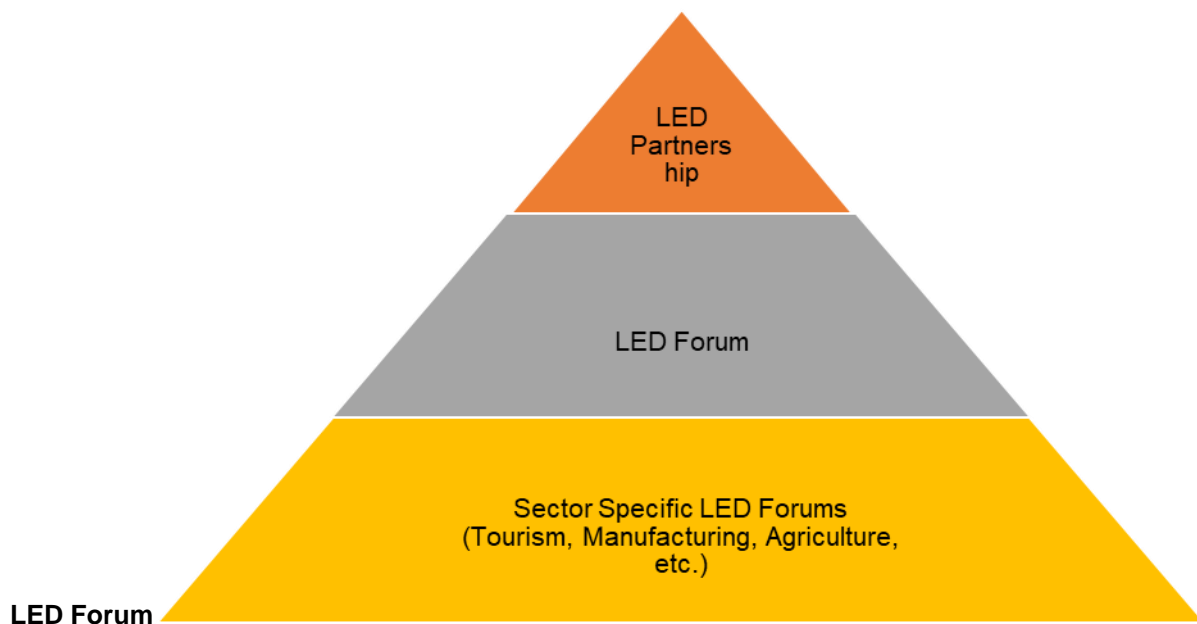 LED
Partners
hip
LED Forum
Sector Specific LED Forums
(Tourism, Manufacturing, Agriculture,
etc.)
LED Forum